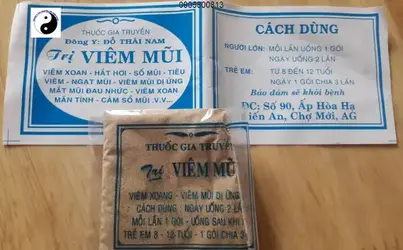 0905500813
THUỐC GIA TRUYỀN
Đông Y: ĐỖ THÁI NAM
Trị VIÊM MŨI
VIÊM XOAN - HẮT HƠI - SỔ MŨI - TIÊU
VIÊM - NGẠT MŨI - VIÊM MŨI DỊ ỨNG
MẮT MŨI ĐAU NHỨC - VIÊM XOAN
MÃN TÍNH - CẢM SỔ MŨI .V.V...
CÁCH DÙNG
NGƯỜI LỚN: MỖI LẦN UỐNG 1 GÓI
NGÀY UỐNG 2 LẦN
TRẺ EM: TỪ 8 ĐẾN 12 TUỔI
1 NGÀY 1 GÓI CHIA 3 LẦN
Bảo đảm sẽ khỏi bệnh
ĐC: Số 90, Ấp Hòa Hạ
Kiến An, Chợ Mới, AG
THUỐC GIA TRUYỀN
Trị VIÊM MŨ
VIÊM XOANG - VIÊM MŨI DỊ ỨNG
CÁCH DÙNG : NGÀY UỐNG 2 LẦN
MỖI LẦN 1 GÓI - UỐNG SAU KHI
TRẺ EM 8 - 12 TUỔI - 1 GÓI CHIA 3